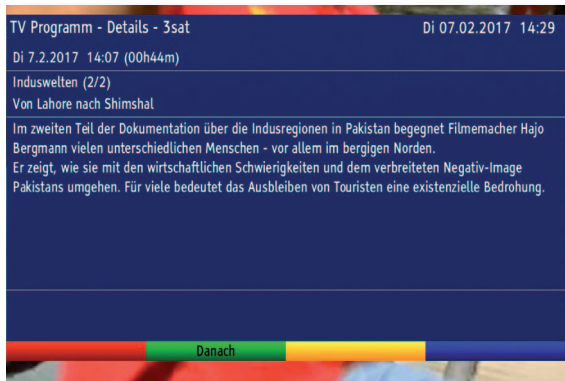 TV Programm - Details - 3sat Di 07.02.2017 14:29
Di 7.2.2017 14:07 (00h44m)
Induswelten (2/2)
Von Lahore nach Shimshal
Im zweiten Teil der Dokumentation über die Indusregionen in Pakistan begegnet Filmemacher Hajo
Bergmann vielen unterschiedlichen Menschen - vor allem im bergigen Norden.
Er zeigt, wie sie mit den wirtschaftlichen Schwierigkeiten und dem verbreiteten Negativ-Image
Pakistans umgehen. Für viele bedeutet das Ausbleiben von Touristen eine existenzielle Bedrohung.
Danach